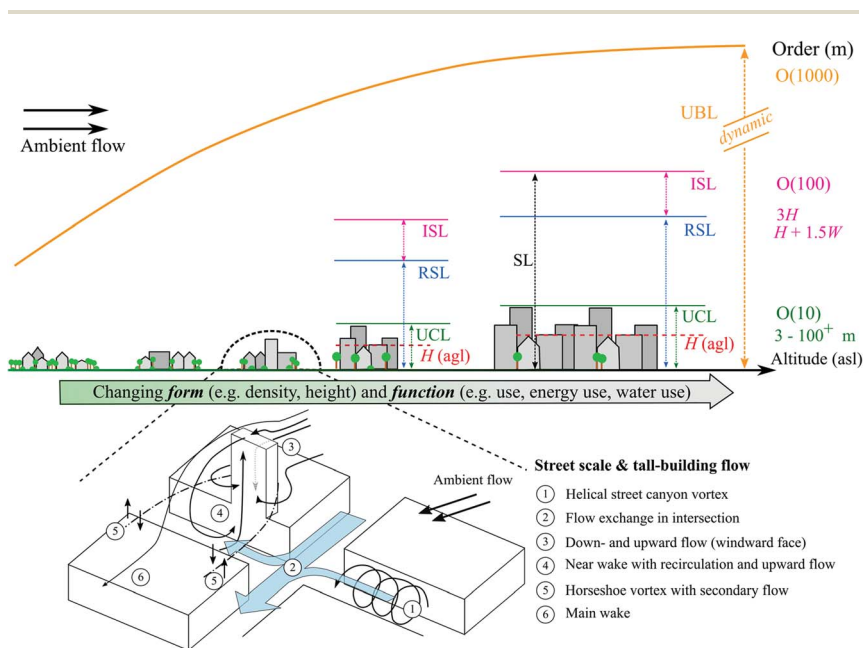 Order (m)
O(1000)
UBL
dynamic
Ambient flow
ISL
O(100)
3H
H + 1.5W
ISL
RSL
SL
RSL
UCL
O(10)
3 - 100+ m
UCL
H (agl)
H (agl)
Altitude (asl)
Changing form (e.g. density, height) and function (e.g. use, energy use, water use)
3
4
5
5
6
2
1
Ambient flow
Street scale & tall-building flow
1 Helical street canyon vortex
2 Flow exchange in intersection
3 Down- and upward flow (windward face)
4 Near wake with recirculation and upward flow
5 Horseshoe vortex with secondary flow
6 Main wake